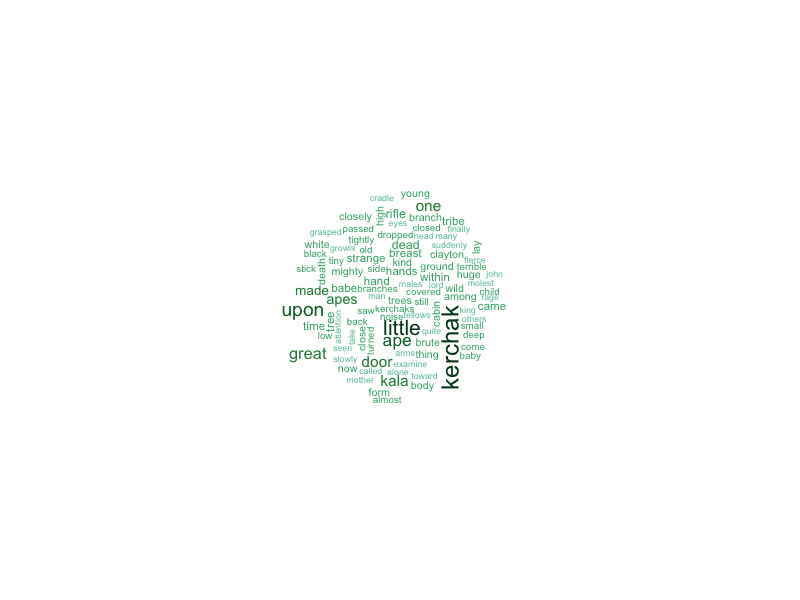 young
cradle
one
high
rifle
closely
branch
tribe
eyes
passed
closed
finally
grasped
dropped
head
many
tightly
white
dead
suddenly
lay
growls
old
breast
black
clayton
strange
kind
tiny
fierce
death
side
hands
ground
terrible
stick
mighty
within
huge
john
hand
males
lord
molest
babe
branches
covered
wild
child
made
apes
man
trees
still
among
rage
came
upon
saw
kerchaks
cabin
king
tree
attention
back
noise
fellows
others
time
little
small
low
take
close
turned
ape
quite
brute
deep
kerchak
seen
great
arms
thing
come
baby
slowly
door
examine
now
called
alone
toward
mother
kala
body
form
almost